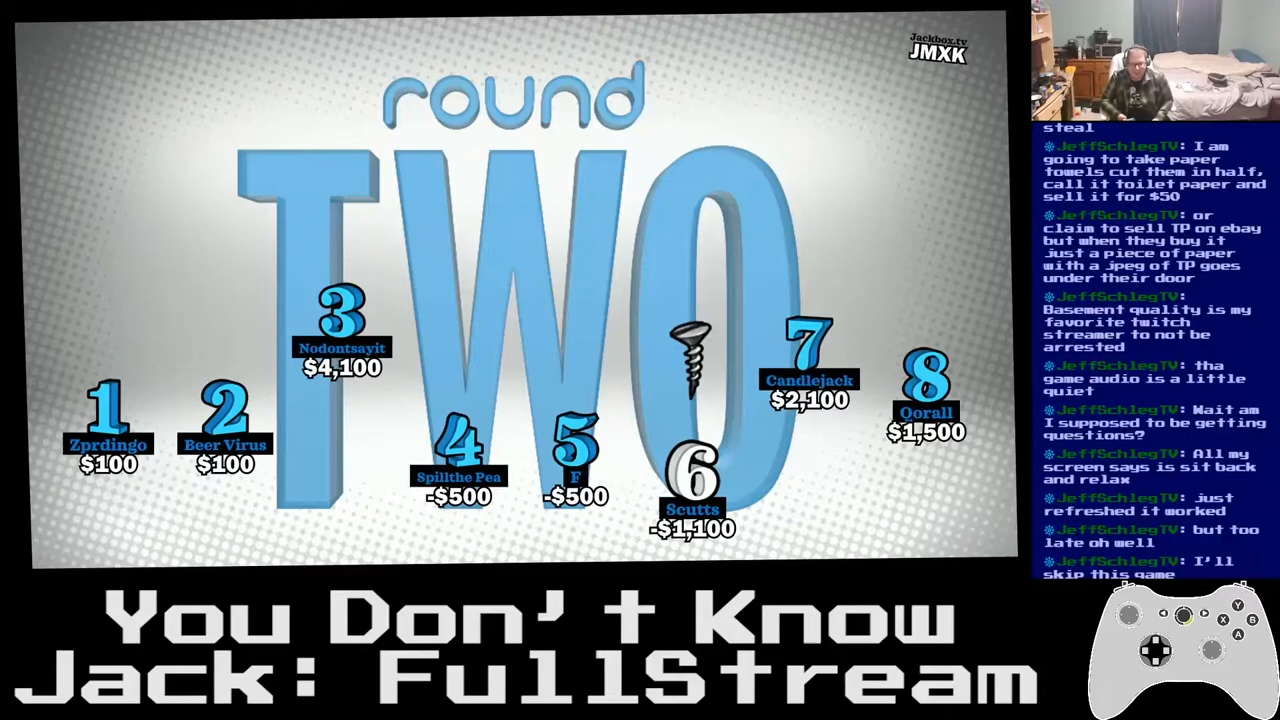 Jackbox.tv
JMXK
round
TWO
1
Zprdingo
$100
2
Beer Virus
$100
3
Nodontsayit
$4,100
4
Spillthe Pea
-$500
5
F
-$500
6
Scutts
-$1,100
7
Candlejack
$2,100
8
Qorall
$1,500
steal
JeffSchlegTV: I am
going to take paper
towels cut them in half,
call it toilet paper and
sell it for $50
JeffSchlegTV: or
claim to sell TP on ebay
but when they buy it
just a piece of paper
with a jpeg of TP goes
under their door
JeffSchlegTV:
Basement quality is my
favorite twitch
streamer to not be
arrested
JeffSchlegTV: tha
game audio is a little
quiet
JeffSchlegTV: Wait am
I supposed to be getting
questions?
JeffSchlegTV: All my
screen says is sit back
and relax
JeffSchlegTV: just
refreshed it worked
JeffSchlegTV: but too
late oh well
JeffSchlegTV: I'll
skip this game
You Don't Know
Jack: FullStream
Y
X
B
A